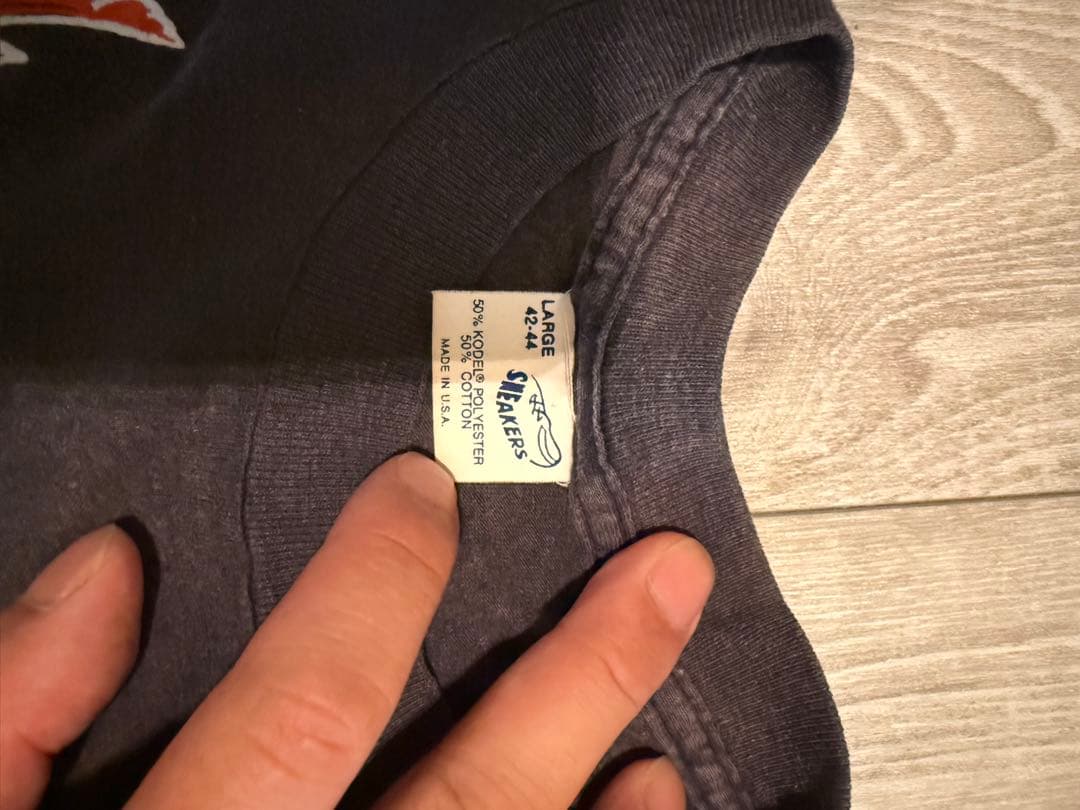 LARGE
42-44
SNEAKERS
50% KODEL® POLYESTER
50% COTTON
MADE IN U.S.A.